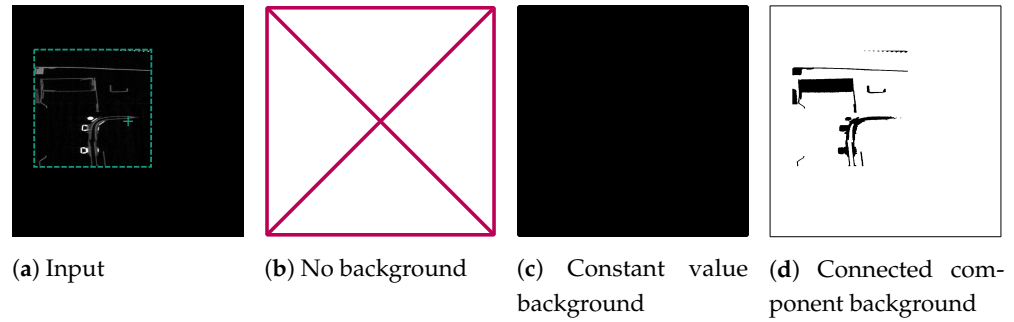 (a) Input
(b) No background
(c) Constant value
background
(d) Connected com-
ponent background